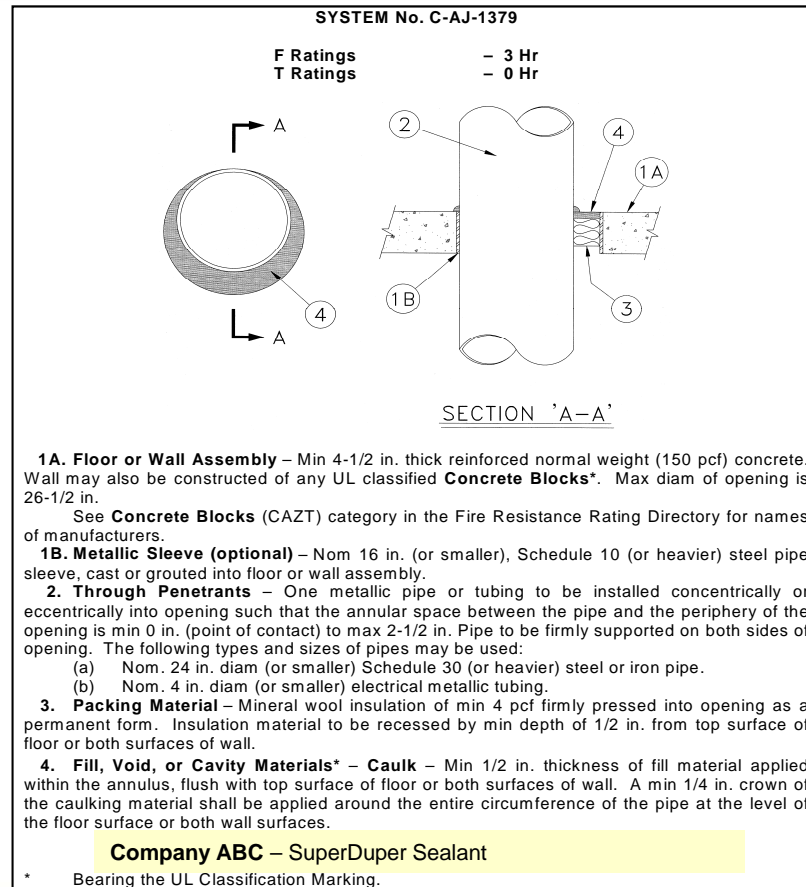 SYSTEM No. C-AJ-1379
F Ratings – 3 Hr
T Ratings – 0 Hr
A
A
4
2
4
1A
1B
3
SECTION 'A-A'
1A. Floor or Wall Assembly – Min 4-1/2 in. thick reinforced normal weight (150 pcf) concrete.
Wall may also be constructed of any UL classified Concrete Blocks*. Max diam of opening is
26-1/2 in.
See Concrete Blocks (CAZT) category in the Fire Resistance Rating Directory for names
of manufacturers.
1B. Metallic Sleeve (optional) – Nom 16 in. (or smaller), Schedule 10 (or heavier) steel pipe
sleeve, cast or grouted into floor or wall assembly.
2. Through Penetrants – One metallic pipe or tubing to be installed concentrically or
eccentrically into opening such that the annular space between the pipe and the periphery of the
opening is min 0 in. (point of contact) to max 2-1/2 in. Pipe to be firmly supported on both sides of
opening. The following types and sizes of pipes may be used:
(a) Nom. 24 in. diam (or smaller) Schedule 30 (or heavier) steel or iron pipe.
(b) Nom. 4 in. diam (or smaller) electrical metallic tubing.
3. Packing Material – Mineral wool insulation of min 4 pcf firmly pressed into opening as a
permanent form. Insulation material to be recessed by min depth of 1/2 in. from top surface of
floor or both surfaces of wall.
4. Fill, Void, or Cavity Materials* – Caulk – Min 1/2 in. thickness of fill material applied
within the annulus, flush with top surface of floor or both surfaces of wall. A min 1/4 in. crown of
the caulking material shall be applied around the entire circumference of the pipe at the level of
the floor surface or both wall surfaces.
Company ABC – SuperDuper Sealant
* Bearing the UL Classification Marking.